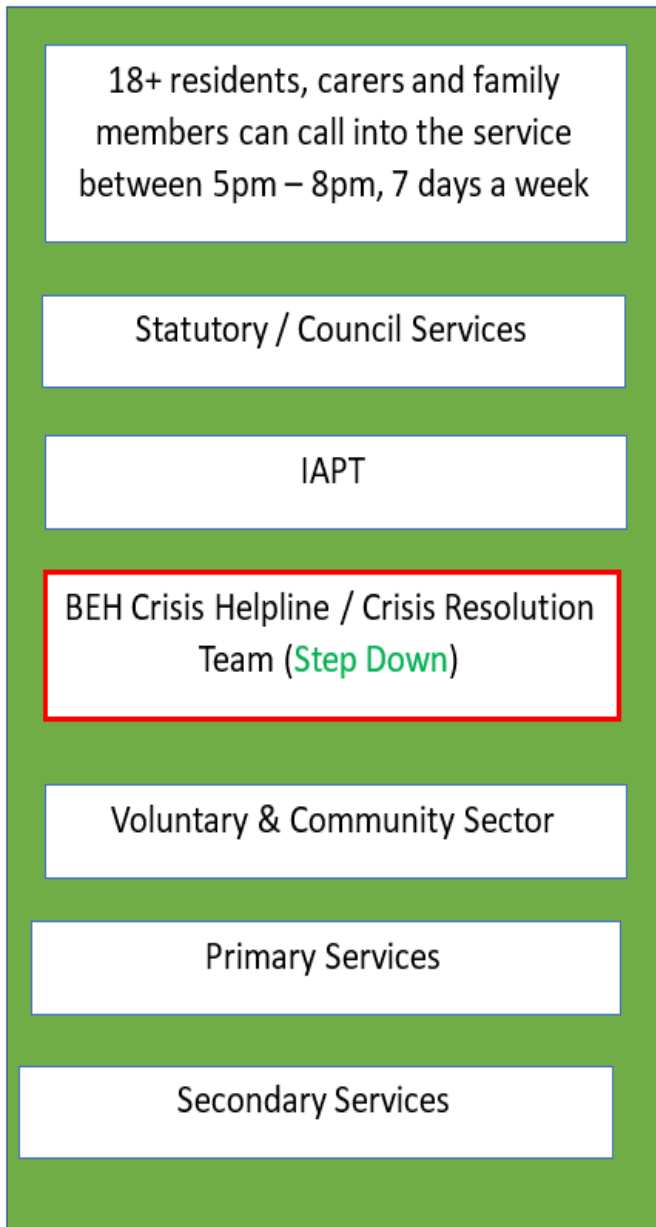 18+ residents, carers and family
members can call into the service
between 5pm – 8pm, 7 days a week
Statutory / Council Services
IAPT
BEH Crisis Helpline / Crisis Resolution
Team (Step Down)
Voluntary & Community Sector
Primary Services
Secondary Services